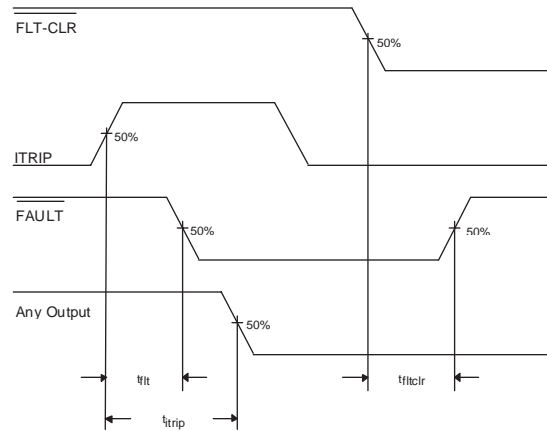 FLT-CLR
50%
50%
ITRIP
FAULT
50%
50%
Any Output
50%
tflt
tfltclr
titrip